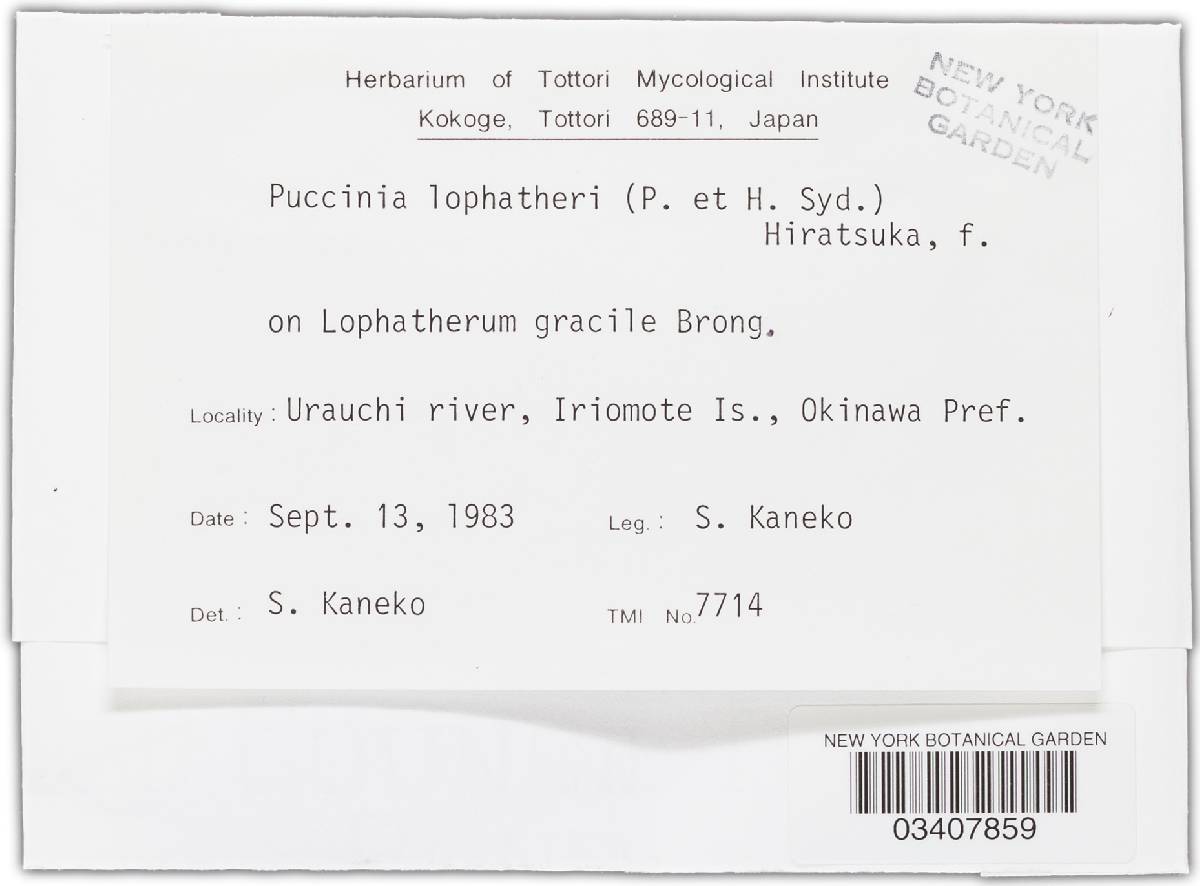 Herbarium of Tottori Mycological Institute
Kokoge, Tottori 689-11, Japan
NEW YORK
BOTANICAL
GARDEN
Puccinia lophatheri (P. et H. Syd.)
Hiratsuka, f.
on Lophatherum gracile Brong.
Locality : Urauchi river, Iriomote Is., Okinawa Pref.
Date : Sept. 13, 1983 Leg. : S. Kaneko
Det. : S. Kaneko TMI No. 7714
NEW YORK BOTANICAL GARDEN
03407859